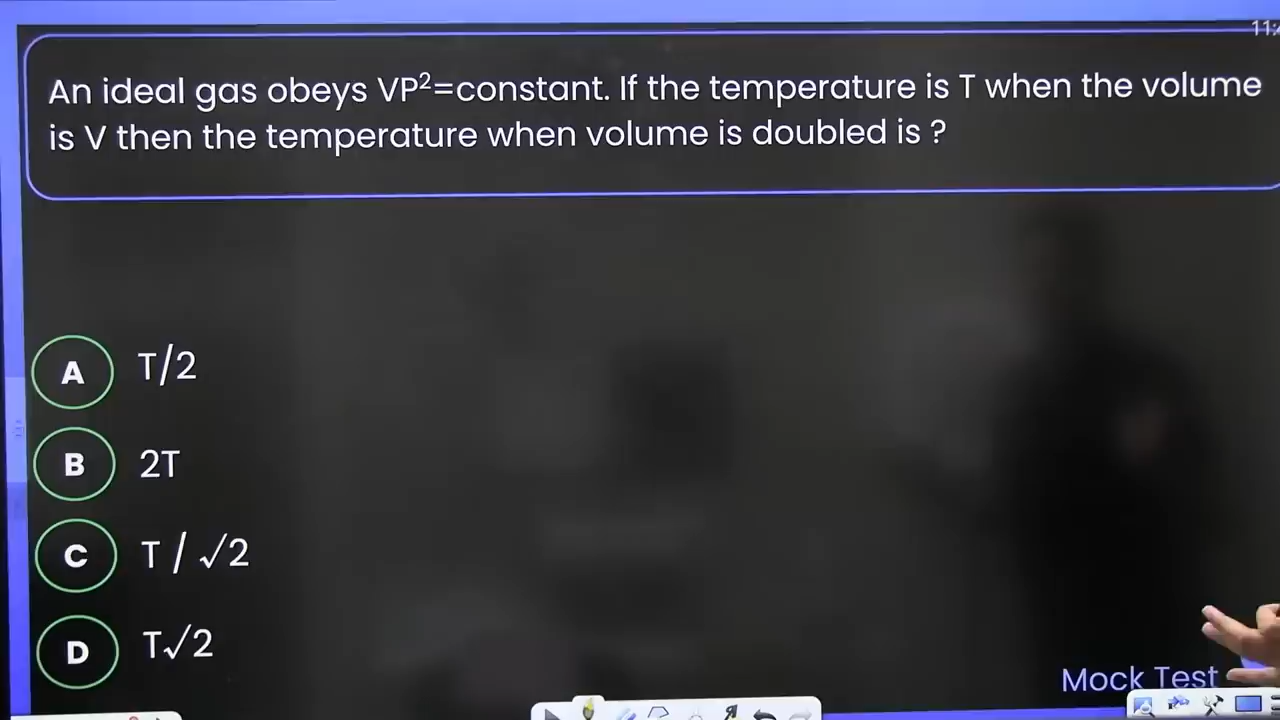 11:
An ideal gas obeys VP²=constant. If the temperature is T when the volume
is V then the temperature when volume is doubled is ?
A T/2
B 2T
C T / √2
D T√2
Mock Test